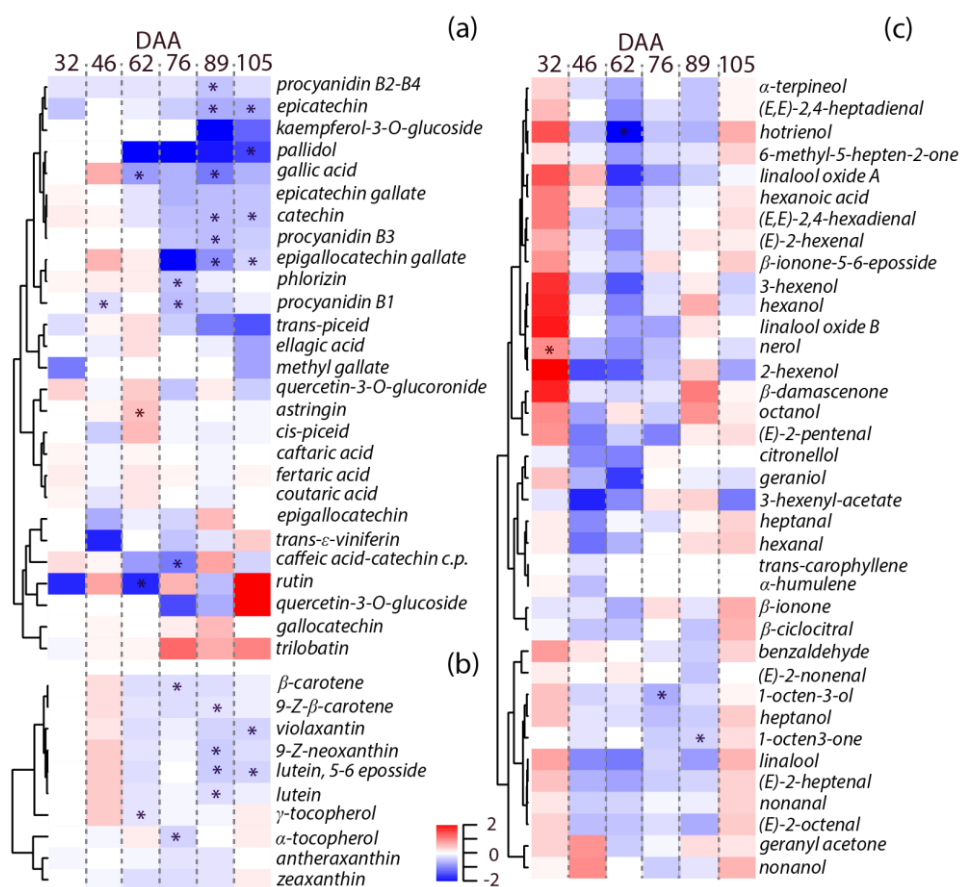 (a)
DAA
32 46 62 76 89 105
procyanidin B2-B4
*
epicatechin
* *
kaempferol-3-O-glucoside
pallidol
*
gallic acid
* *
epicatechin gallate
catechin
* *
procyanidin B3
*
epigallocatechin gallate
* *
phlorizin
*
procyanidin B1
* *
trans-piceid
ellagic acid
methyl gallate
quercetin-3-O-glucoronide
astringin
*
cis-piceid
caftaric acid
fertaric acid
coutaric acid
epigallocatechin
trans-ε-viniferin
caffeic acid-catechin c.p.
*
rutin
*
quercetin-3-O-glucoside
gallocatechin
trilobatin
(b)
β-carotene
*
9-Z-β-carotene
*
violaxantin
*
9-Z-neoxanthin
*
lutein, 5-6 eposside
* *
lutein
*
γ-tocopherol
*
α-tocopherol
*
antheraxanthin
zeaxanthin
2
0
-2
(c)
DAA
32 46 62 76 89 105
α-terpineol
(E,E)-2,4-heptadienal
hotrienol
*
6-methyl-5-hepten-2-one
linalool oxide A
hexanoic acid
(E,E)-2,4-hexadienal
(E)-2-hexenal
β-ionone-5-6-eposside
3-hexenol
hexanol
linalool oxide B
nerol
*
2-hexenol
β-damascenone
octanol
(E)-2-pentenal
citronellol
geraniol
3-hexenyl-acetate
heptanal
hexanal
trans-carophyllene
α-humulene
β-ionone
β-ciclocitral
benzaldehyde
(E)-2-nonenal
1-octen-3-ol
*
heptanol
1-octen3-one
*
linalool
(E)-2-heptenal
nonanal
(E)-2-octenal
geranyl acetone
nonanol